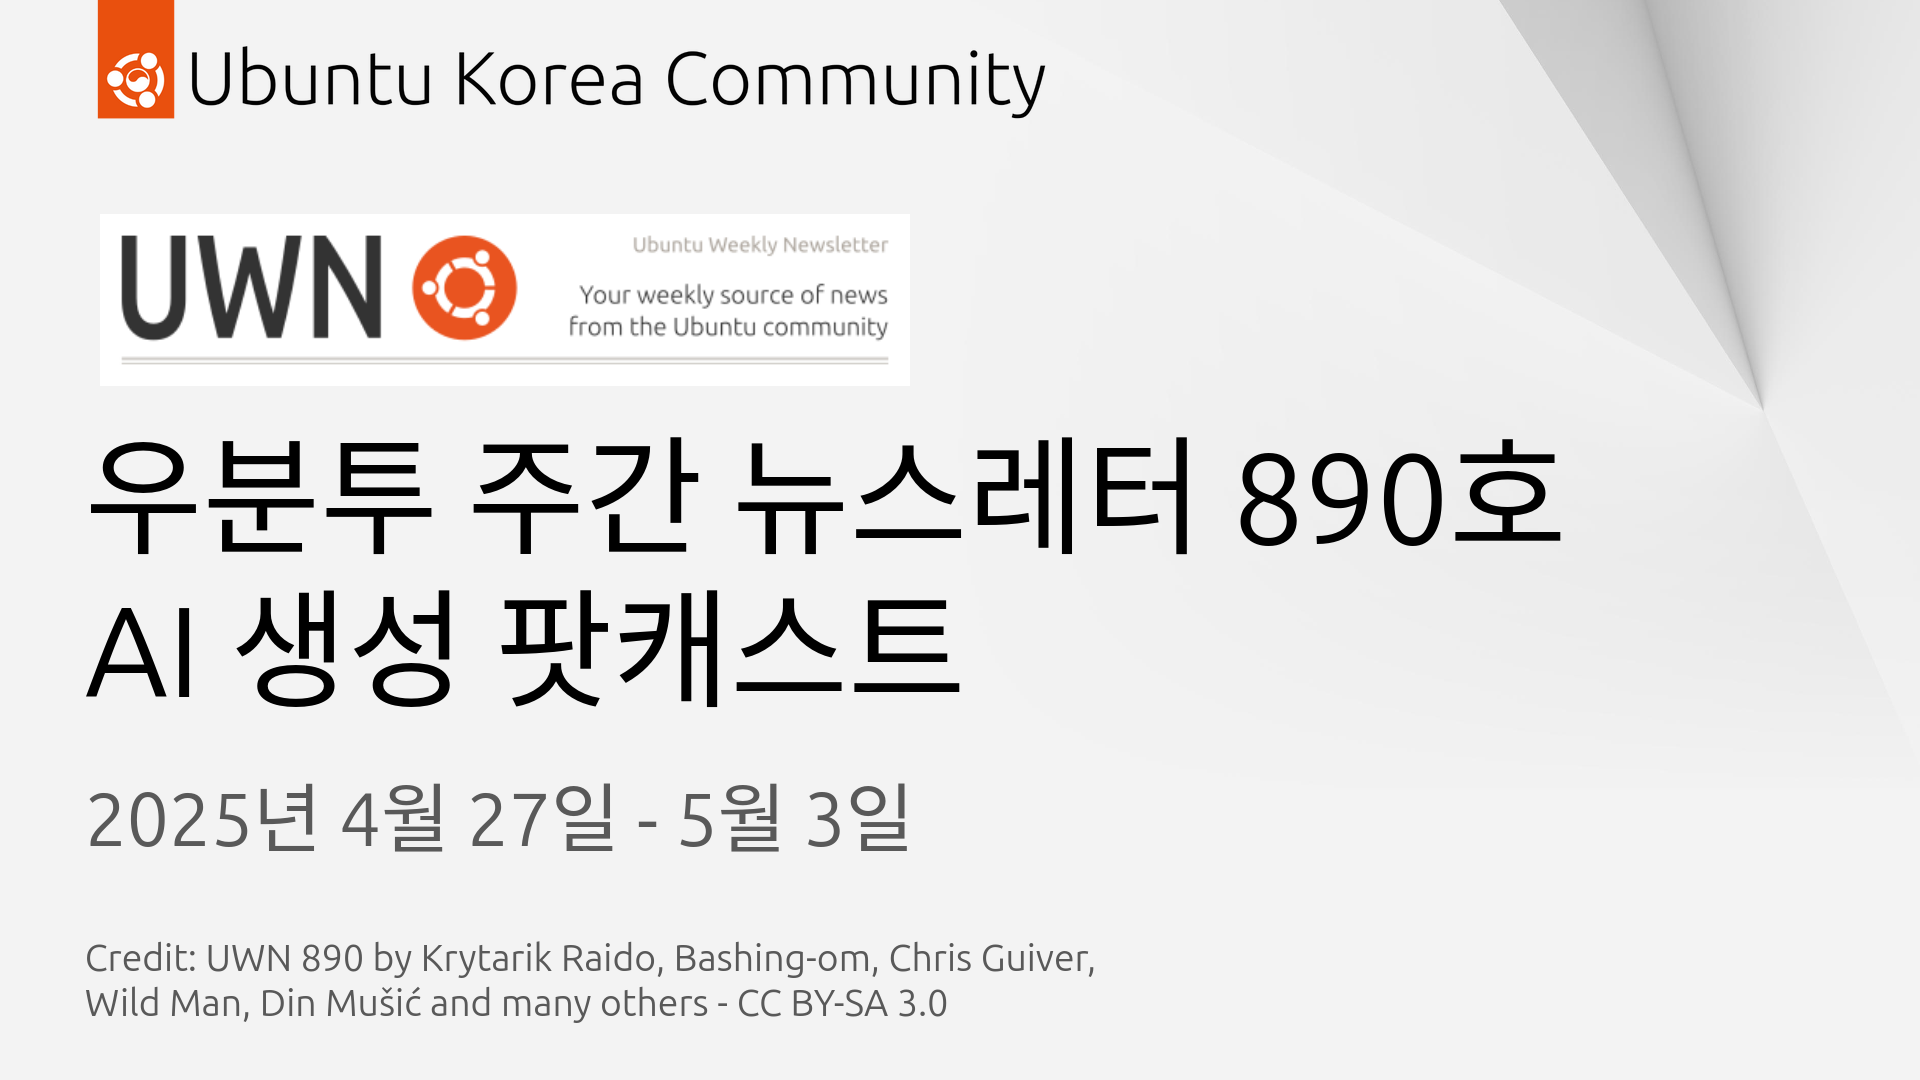 Ubuntu Korea Community
UWN
Ubuntu Weekly Newsletter
Your weekly source of news
from the Ubuntu community
우분투 주간 뉴스레터 890호
AI 생성 팟캐스트
2025년 4월 27일 - 5월 3일
Credit: UWN 890 by Krytarik Raido, Bashing-om, Chris Guiver,
Wild Man, Din Mušić and many others - CC BY-SA 3.0